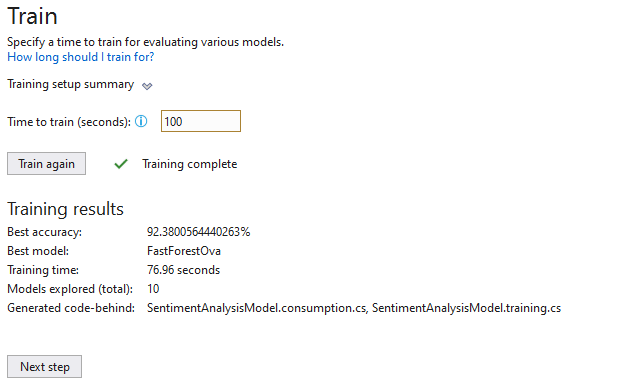 Train
Specify a time to train for evaluating various models.
How long should I train for?
Training setup summary
Time to train (seconds): 100
Train again Training complete
Training results
Best accuracy: 92.3800564440263%
Best model: FastForestOva
Training time: 76.96 seconds
Models explored (total): 10
Generated code-behind: SentimentAnalysisModel.consumption.cs, SentimentAnalysisModel.training.cs
Next step